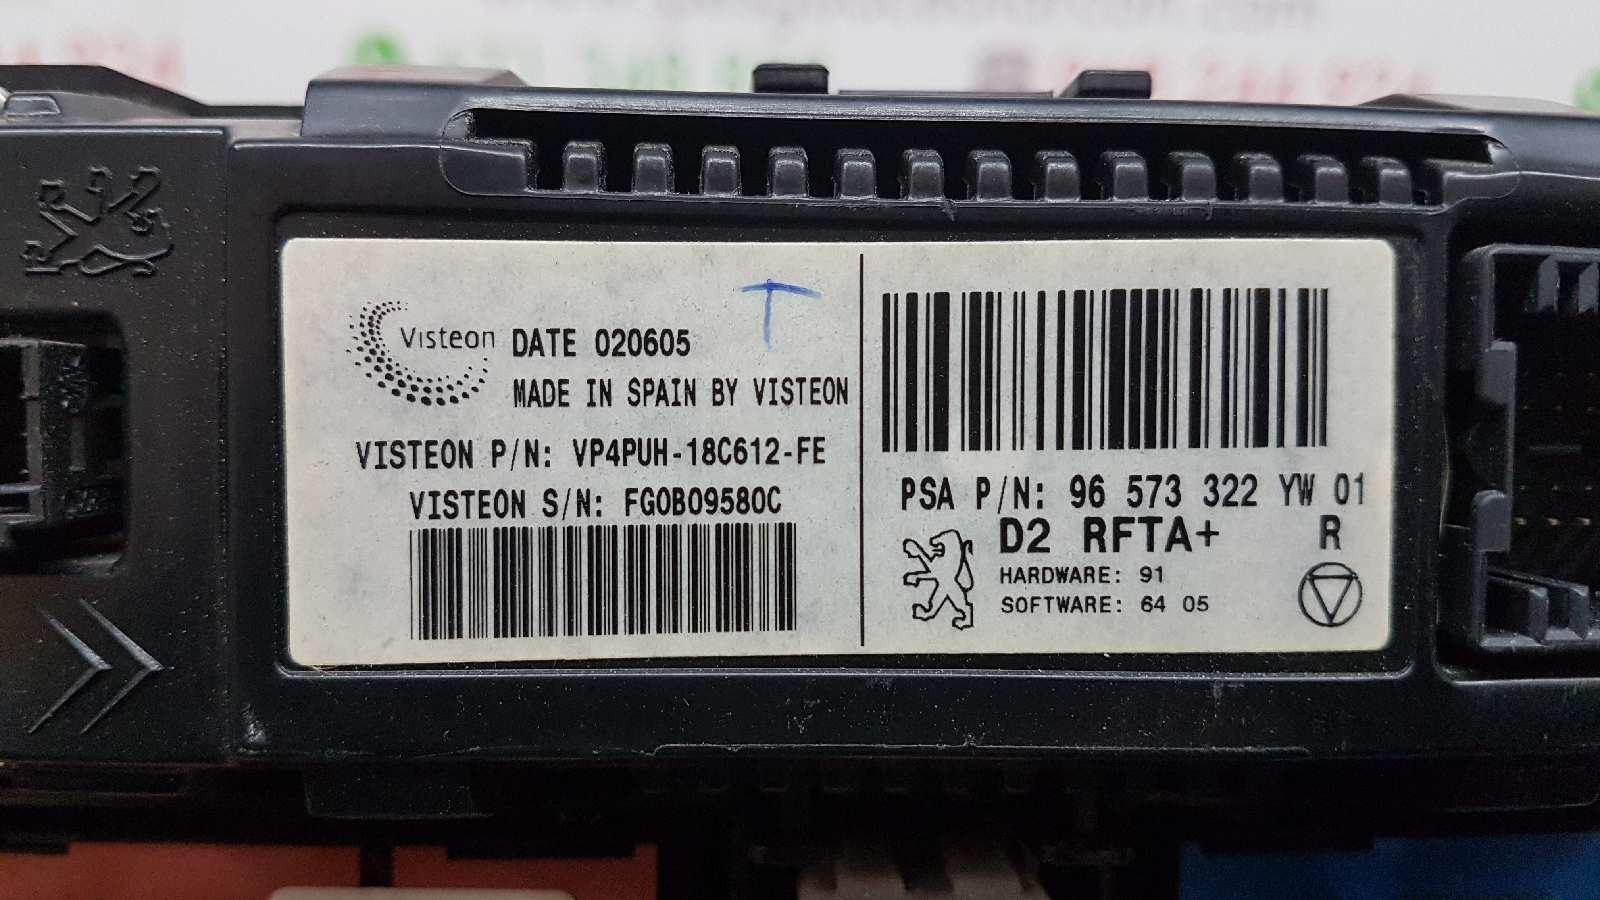 Visteon DATE 020605
MADE IN SPAIN BY VISTEON
VISTEON P/N: VP4PUH-18C612-FE
VISTEON S/N: FG0B09580C
T
PSA P/N: 96 573 322 YW 01
D2 RFTA+ R
HARDWARE: 91
SOFTWARE: 64 05